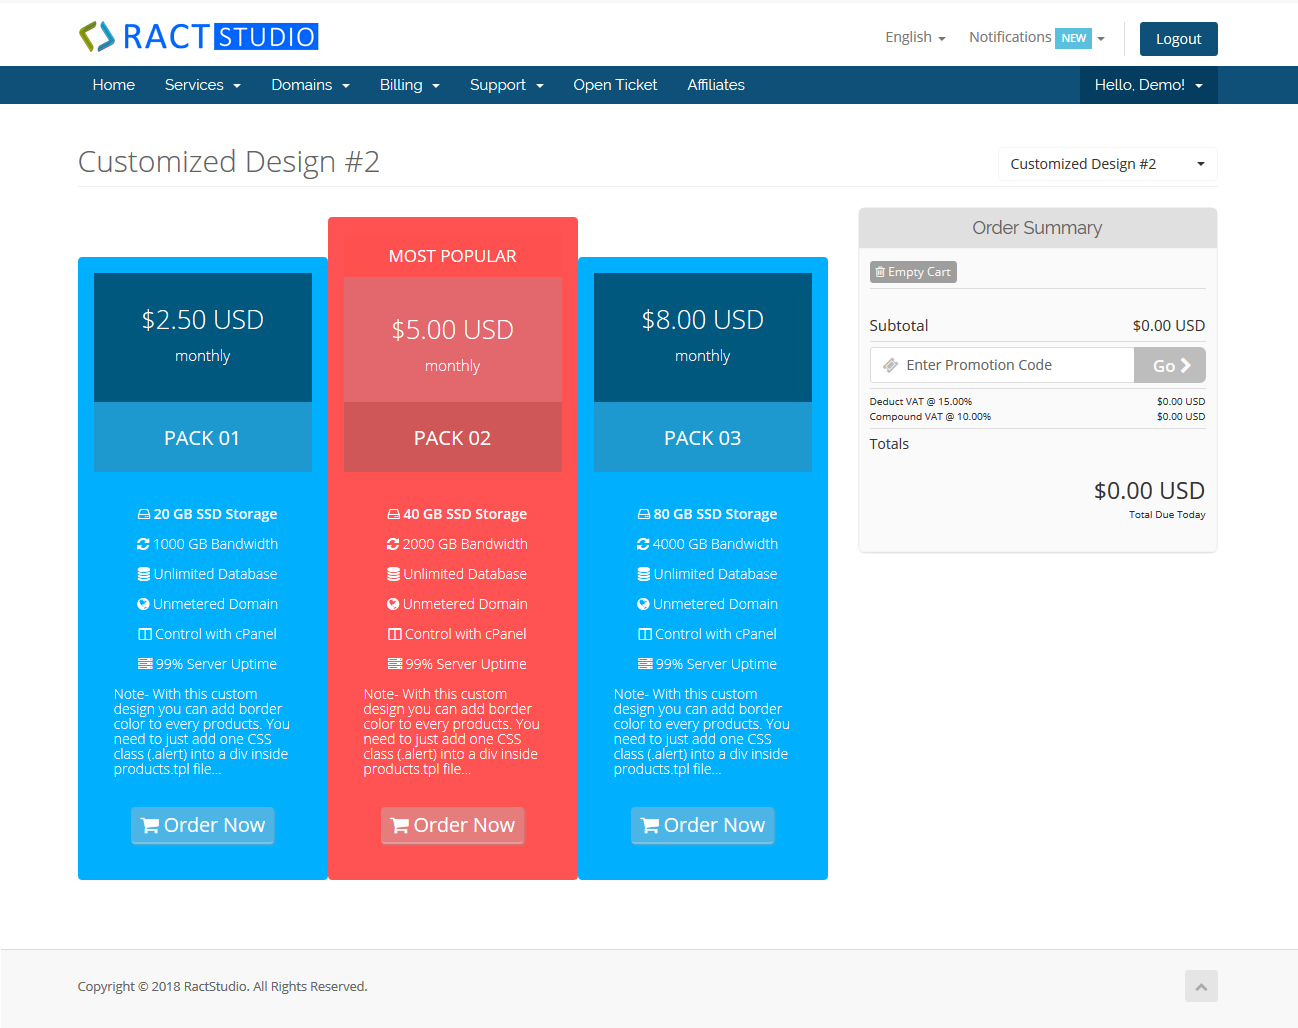 RACTSTUDIO
English
Notifications NEW
Logout
Home
Services
Domains
Billing
Support
Open Ticket
Affiliates
Hello, Demo!
Customized Design #2
Customized Design #2
$2.50 USD
monthly
PACK 01
20 GB SSD Storage
1000 GB Bandwidth
Unlimited Database
Unmetered Domain
Control with cPanel
99% Server Uptime
Note- With this custom
design you can add border
color to every products. You
need to just add one CSS
class (.alert) into a div inside
products.tpl file...
Order Now
MOST POPULAR
$5.00 USD
monthly
PACK 02
40 GB SSD Storage
2000 GB Bandwidth
Unlimited Database
Unmetered Domain
Control with cPanel
99% Server Uptime
Note- With this custom
design you can add border
color to every products. You
need to just add one CSS
class (.alert) into a div inside
products.tpl file...
Order Now
$8.00 USD
monthly
PACK 03
80 GB SSD Storage
4000 GB Bandwidth
Unlimited Database
Unmetered Domain
Control with cPanel
99% Server Uptime
Note- With this custom
design you can add border
color to every products. You
need to just add one CSS
class (.alert) into a div inside
products.tpl file...
Order Now
Order Summary
Empty Cart
Subtotal $0.00 USD
Enter Promotion Code Go
Deduct VAT @ 15.00% $0.00 USD
Compound VAT @ 10.00% $0.00 USD
Totals
$0.00 USD
Total Due Today
Copyright © 2018 RactStudio. All Rights Reserved.